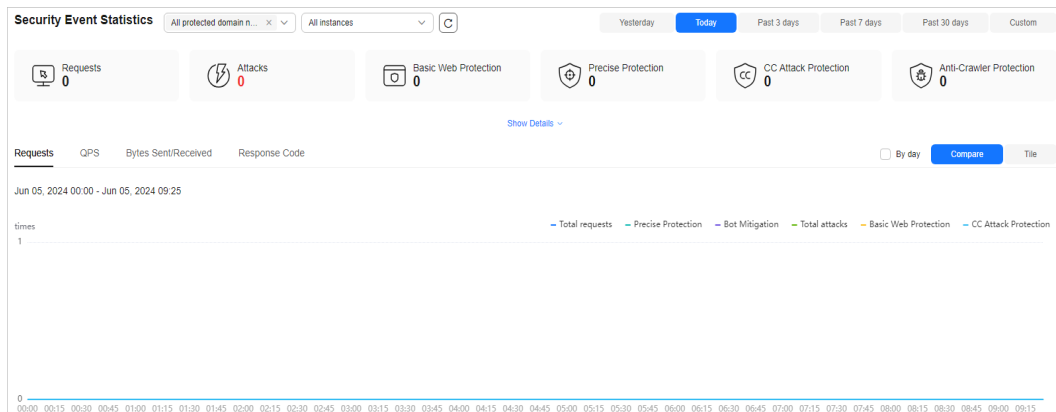 Security Event Statistics All protected domain n... × All instances Yesterday Today Past 3 days Past 7 days Past 30 days Custom
Requests Attacks Basic Web Protection Precise Protection CC CC Attack Protection Anti-Crawler Protection
0 0 0 0 0 0
Show Details
Requests QPS Bytes Sent/Received Response Code By day Compare Tile
Jun 05, 2024 00:00 - Jun 05, 2024 09:25
times Total requests Precise Protection Bot Mitigation Total attacks Basic Web Protection CC Attack Protection
1
0
00:00 00:15 00:30 00:45 01:00 01:15 01:30 01:45 02:00 02:15 02:30 02:45 03:00 03:15 03:30 03:45 04:00 04:15 04:30 04:45 05:00 05:15 05:30 05:45 06:00 06:15 06:30 06:45 07:00 07:15 07:30 07:45 08:00 08:15 08:30 08:45 09:00 09:15